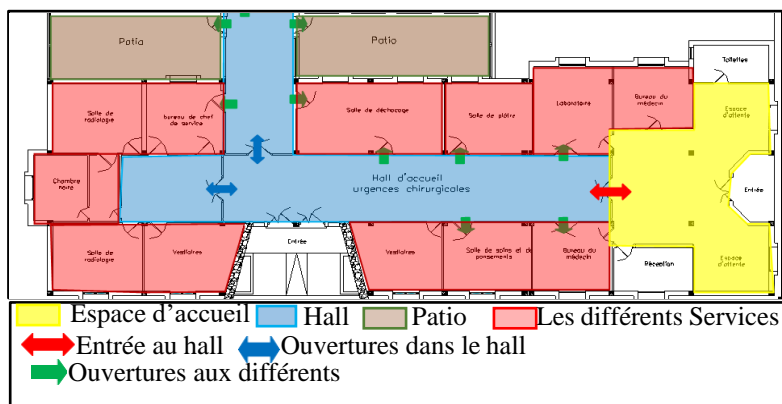 Patio
Patio
Toilettes
Salle de
radiologie
bureau de chef
de service
Salle de déchocage
Salle de plâtre
Laboratoire
Bureau du
médecin
Espace
d'attente
Chambre
noire
Hall d'accueil
urgences chirurgicales
Entrée
Salle de
radiologie
Vestiaires
Entrée
Vestiaires
Salle de soins et de
pansements
Bureau du
médecin
Réception
Espace
d'attente
Espace d'accueil Hall Patio Les différents Services
Entrée au hall Ouvertures dans le hall
Ouvertures aux différents